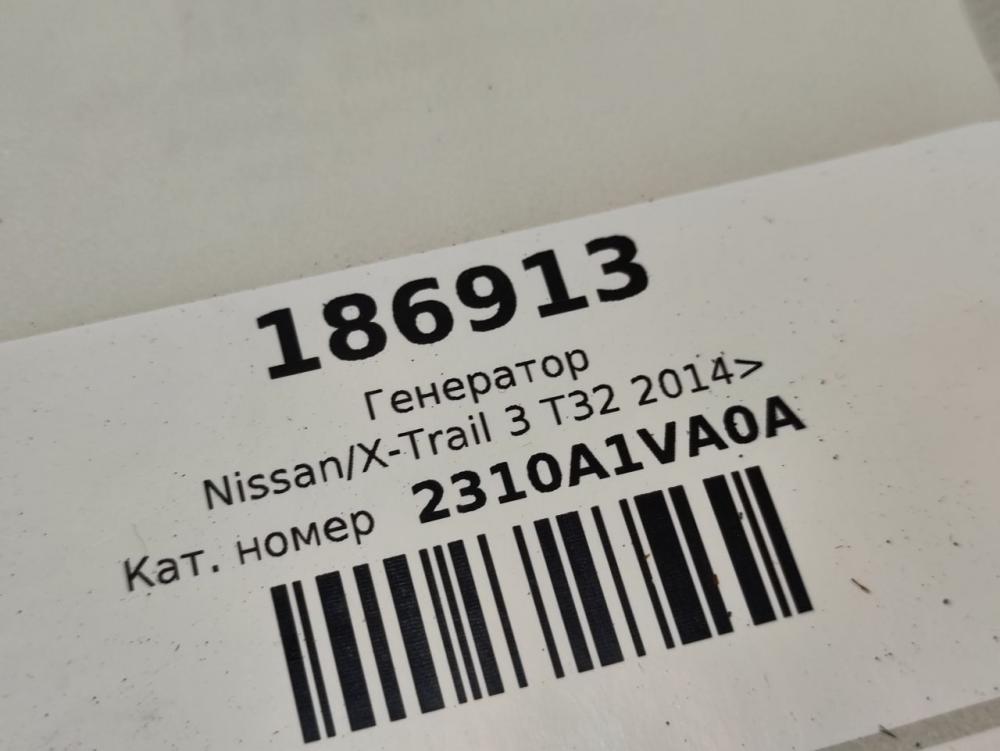 186913
Генератор
Nissan/X-Trail 3 T32 2014>
Кат. номер 2310A1VA0A